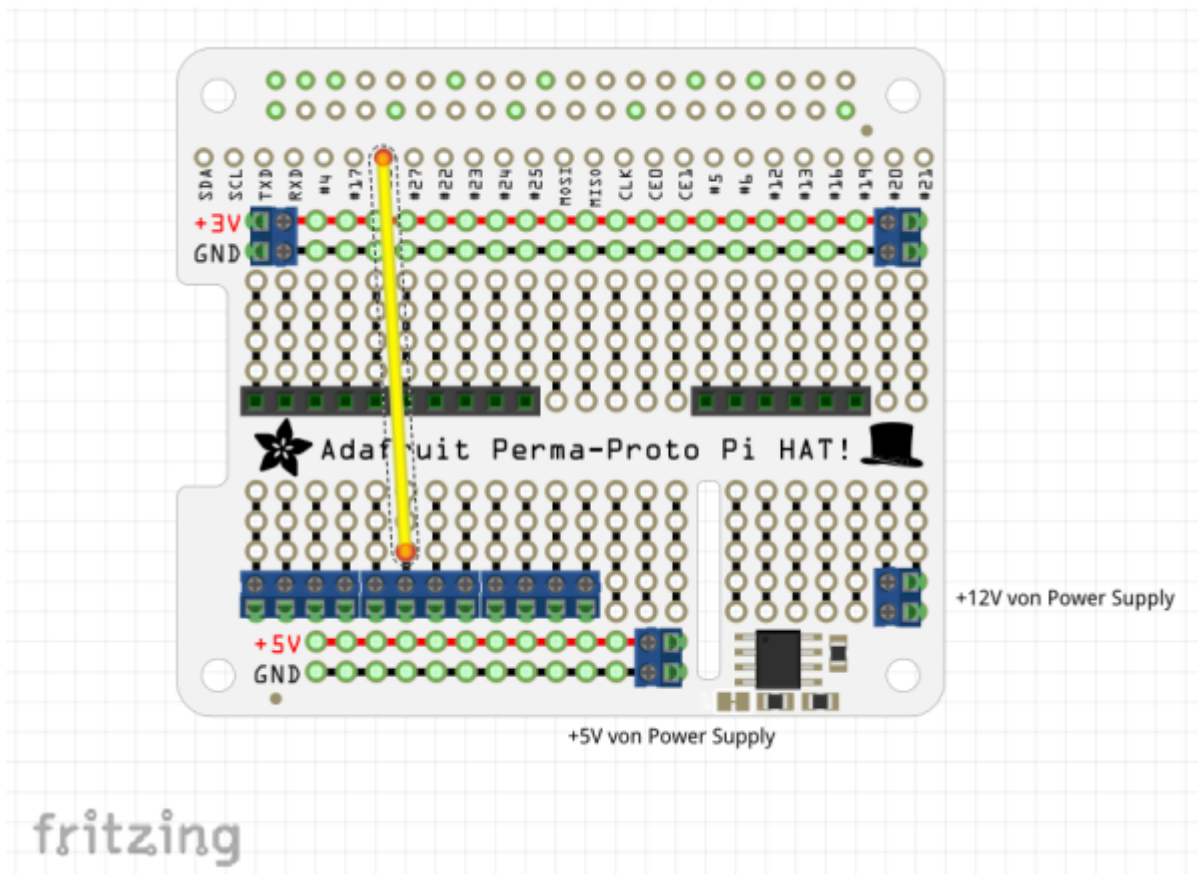 SDA SCL TXD RXD #4 #17 #27 #22 #23 #24 #25 MOSI MISO CLK CE0 CE1 #5 #6 #12 #13 #16 #19 #20 #21
+3V
GND
Adafruit Perma-Proto Pi HAT!
+12V von Power Supply
+5V
GND
+5V von Power Supply
fritzing